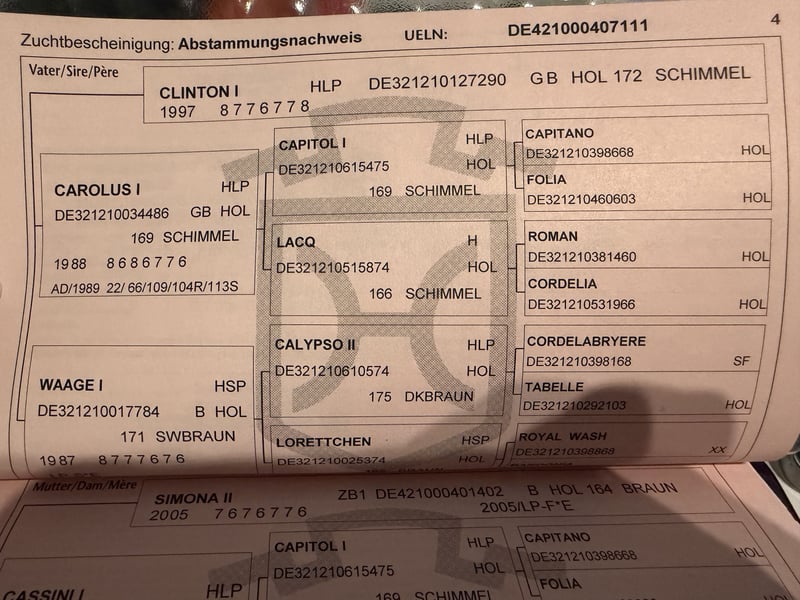 4
Zuchtbescheinigung: Abstammungsnachweis UELN: DE421000407111
Vater/Sire/Père
CLINTON I HLP DE321210127290 GB HOL 172 SCHIMMEL
1997 8776778
CAROLUS I HLP
DE321210034486 GB HOL
169 SCHIMMEL
1988 8686776
AD/1989 22/ 66/109/104R/113S
CAPITOL I HLP
DE321210615475 HOL
169 SCHIMMEL
CAPITANO
DE321210398668 HOL
FOLIA
DE321210460603 HOL
LACQ H
DE321210515874 HOL
166 SCHIMMEL
ROMAN
DE321210381460 HOL
CORDELIA
DE321210531966 HOL
WAAGE I HSP
DE321210017784 B HOL
171 SWBRAUN
1987 8777676
CALYPSO II HLP
DE321210610574 HOL
175 DKBRAUN
CORDELABRYERE
DE321210398168 SF
TABELLE
DE321210292103 HOL
LORETTCHEN HSP
DE321210025374 HOL
ROYAL WASH
DE321210398868 XX
Mutter/Dam/Mère
SIMONA II ZB1 DE421000401402 B HOL 164 BRAUN
2005 7676776 2005/LP-F*E
CASSINI I HLP
CAPITOL I HLP
DE321210615475 HOL
169 SCHIMMEL
CAPITANO
DE321210398668 HOL
FOLIA